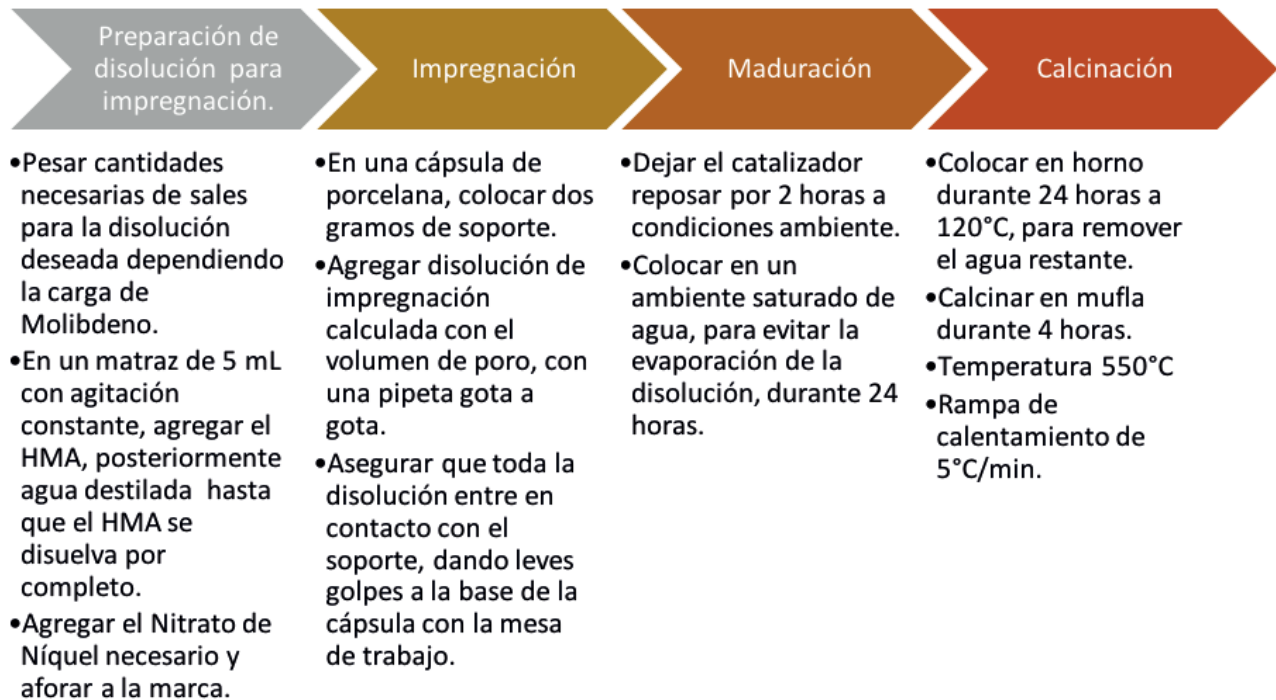 Preparación de
disolución para
impregnación.
•Pesar cantidades
necesarias de sales
para la disolución
deseada dependiendo
la carga de
Molibdeno.
•En un matraz de 5 mL
con agitación
constante, agregar el
HMA, posteriormente
agua destilada hasta
que el HMA se
disuelva por
completo.
•Agregar el Nitrato de
Níquel necesario y
aforar a la marca.
Impregnación
•En una cápsula de
porcelana, colocar dos
gramos de soporte.
•Agregar disolución de
impregnación
calculada con el
volumen de poro, con
una pipeta gota a
gota.
•Asegurar que toda la
disolución entre en
contacto con el
soporte, dando leves
golpes a la base de la
cápsula con la mesa
de trabajo.
Maduración
•Dejar el catalizador
reposar por 2 horas a
condiciones ambiente.
•Colocar en un
ambiente saturado de
agua, para evitar la
evaporación de la
disolución, durante 24
horas.
Calcinación
•Colocar en horno
durante 24 horas a
120°C, para remover
el agua restante.
•Calcinar en mufla
durante 4 horas.
•Temperatura 550°C
•Rampa de
calentamiento de
5°C/min.